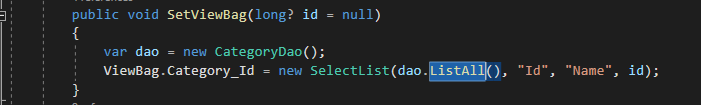 public void SetViewBag(long? id = null)
{
var dao = new CategoryDao();
ViewBag.Category_Id = new SelectList(dao.ListAll(), "Id", "Name", id);
}